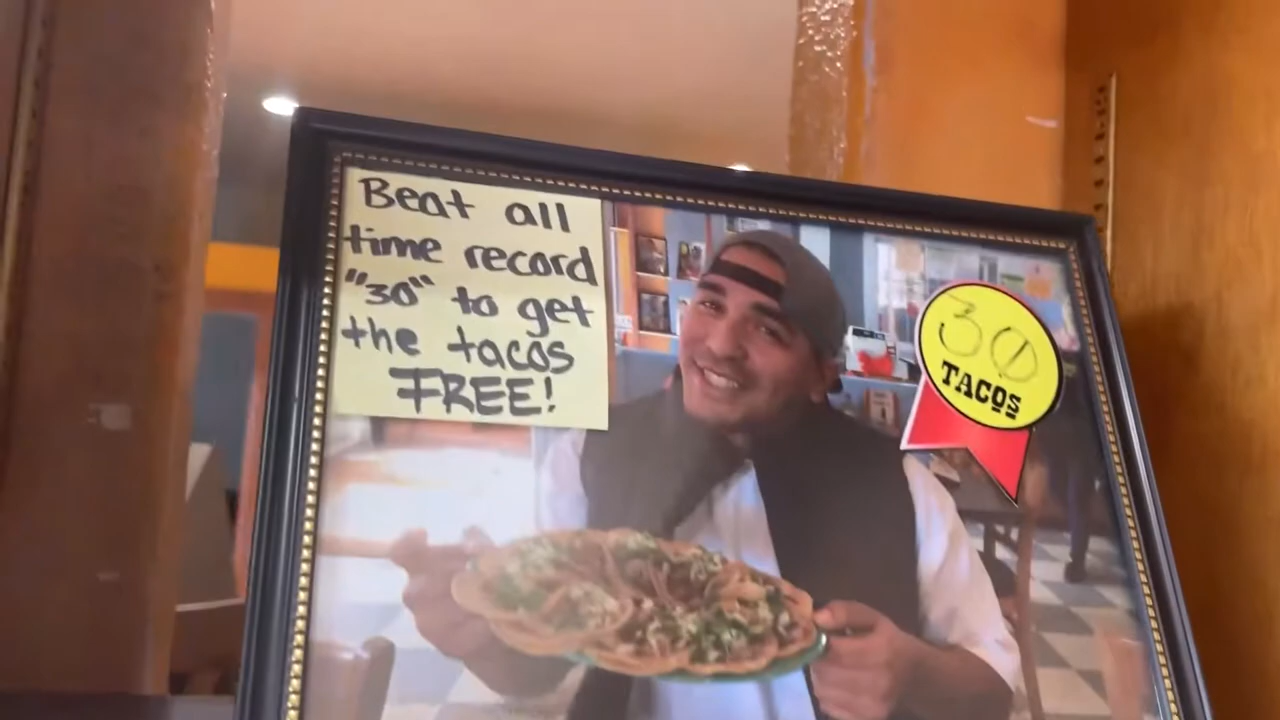 Beat all
time record
"30" to get
the tacos
FREE!
30
TACOS